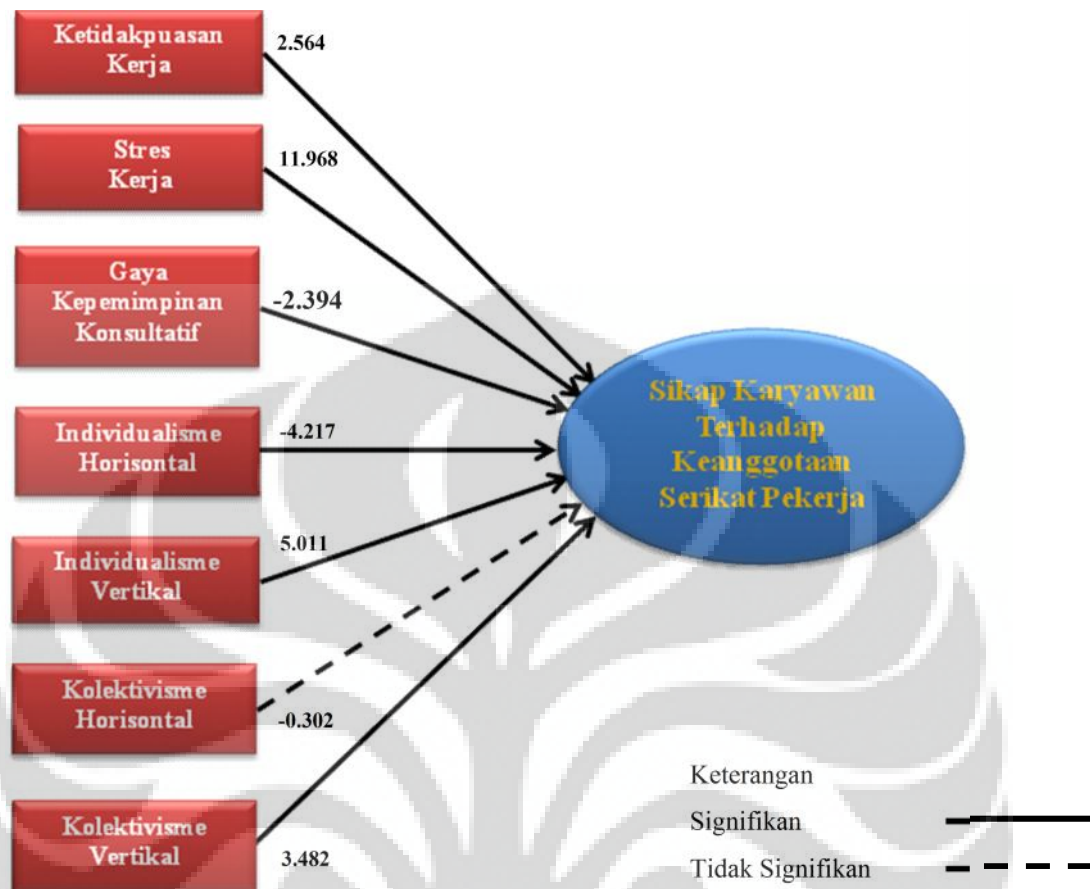 Ketidakpuasan
Kerja
2.564
Stres
Kerja
11.968
Gaya
Kepemimpinan
Konsultatif
-2.394
Individualisme
Horisontal
-4.217
Individualisme
Vertikal
5.011
Kolektivisme
Horisontal
-0.302
Kolektivisme
Vertikal
3.482
Sikap Karyawan
Terhadap
Keanggotaan
Serikat Pekerja
Keterangan
Signifikan
Tidak Signifikan